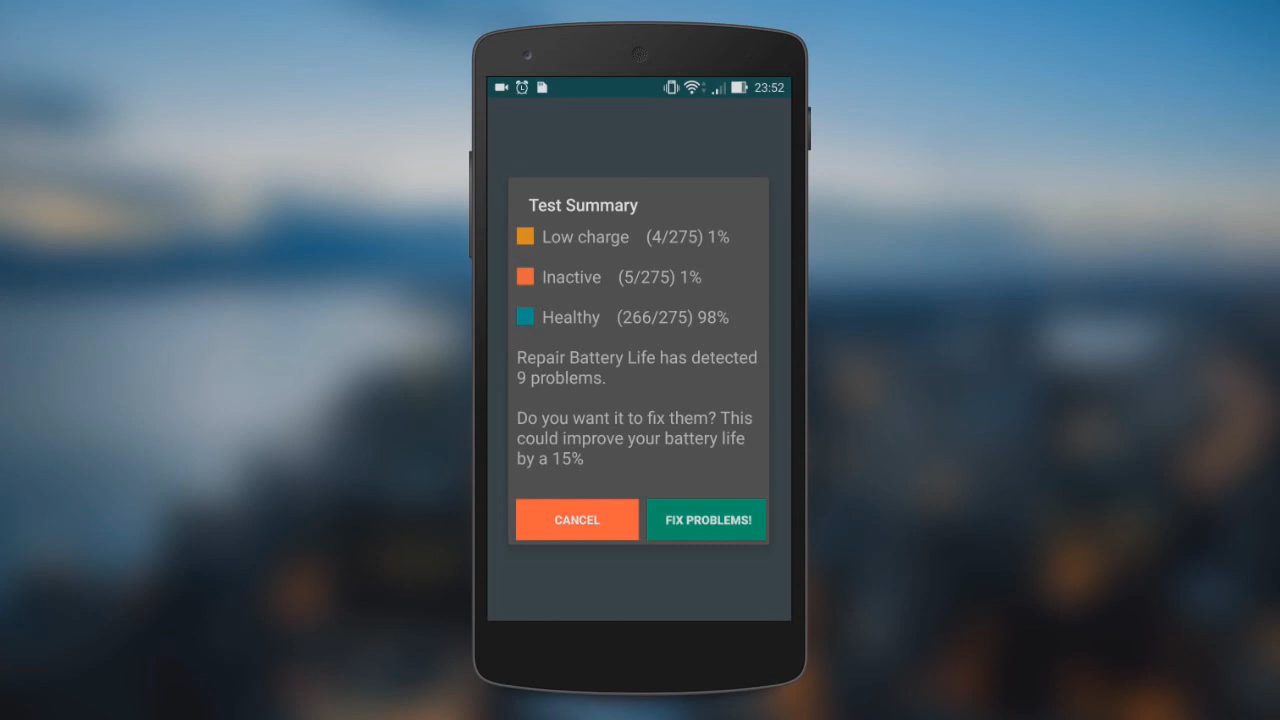 23:52
Test Summary
Low charge (4/275) 1%
Inactive (5/275) 1%
Healthy (266/275) 98%
Repair Battery Life has detected
9 problems.
Do you want it to fix them? This
could improve your battery life
by a 15%
CANCEL FIX PROBLEMS!